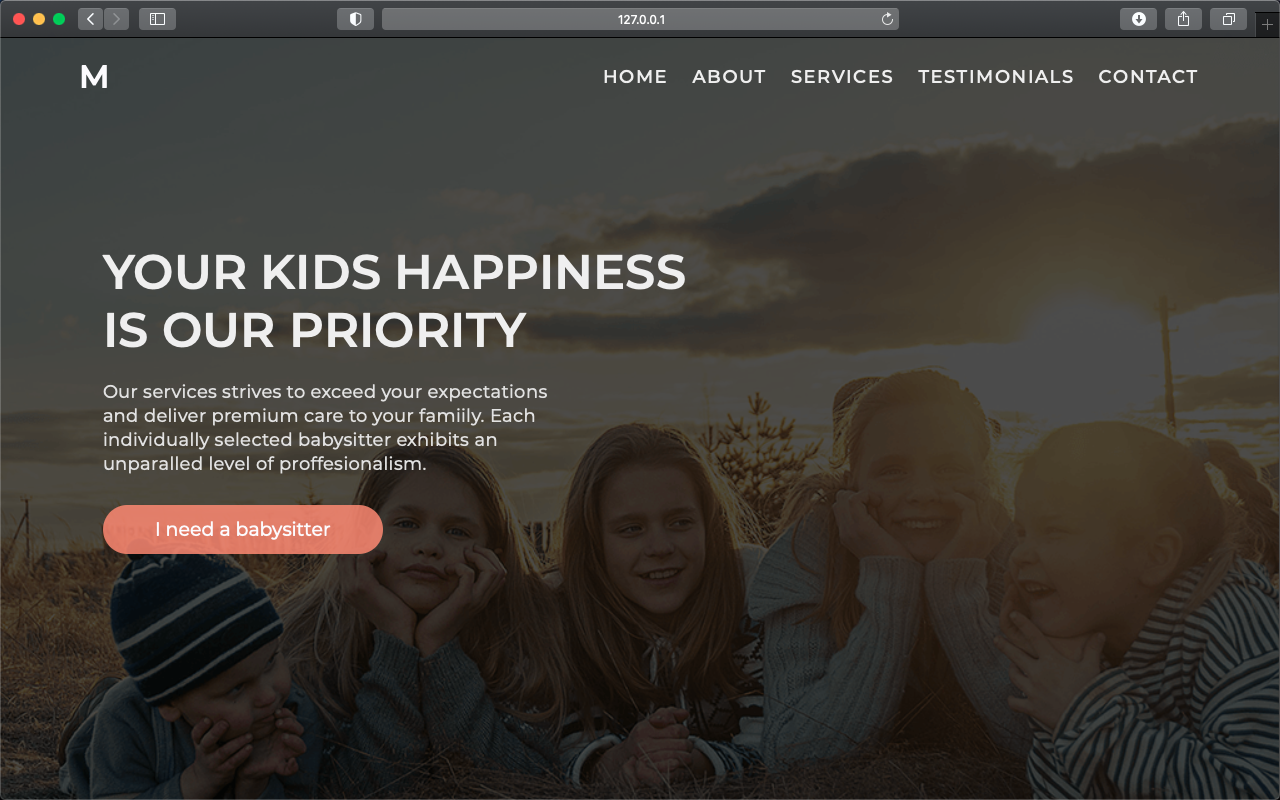 127.0.0.1
M
HOME ABOUT SERVICES TESTIMONIALS CONTACT
YOUR KIDS HAPPINESS
IS OUR PRIORITY
Our services strives to exceed your expectations
and deliver premium care to your famiily. Each
individually selected babysitter exhibits an
unparalled level of proffesionalism.
I need a babysitter